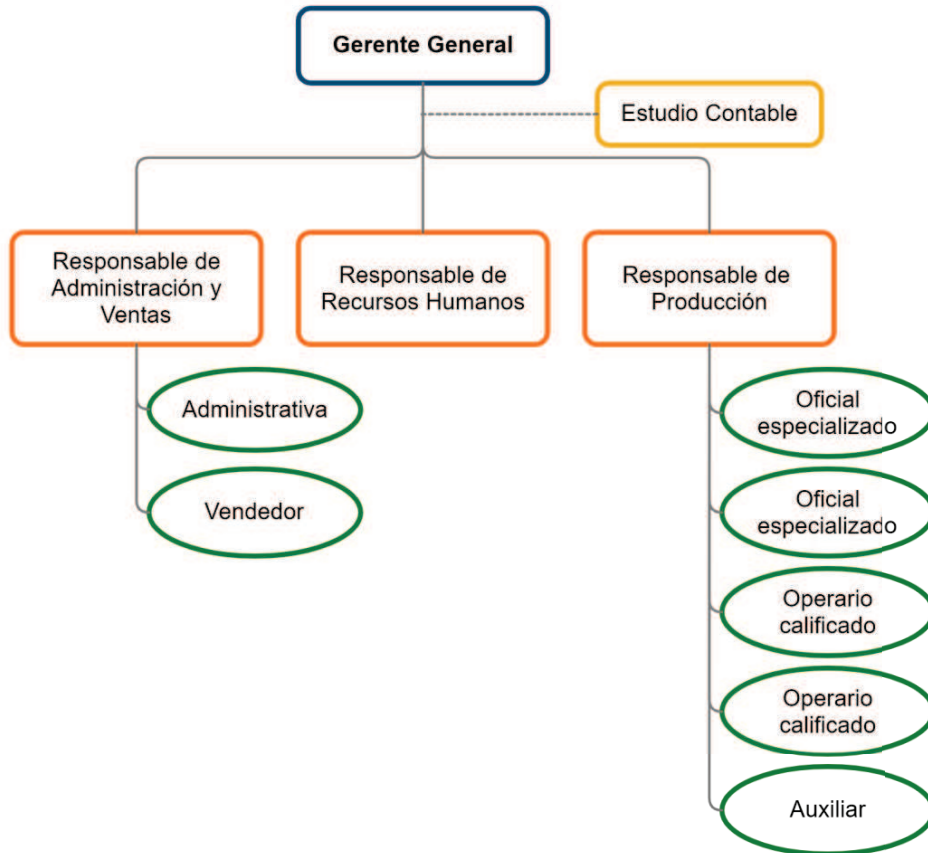 Gerente General
Estudio Contable
Responsable de
Administración y
Ventas
Responsable de
Recursos Humanos
Responsable de
Producción
Administrativa
Vendedor
Oficial
especializado
Oficial
especializado
Operario
calificado
Operario
calificado
Auxiliar